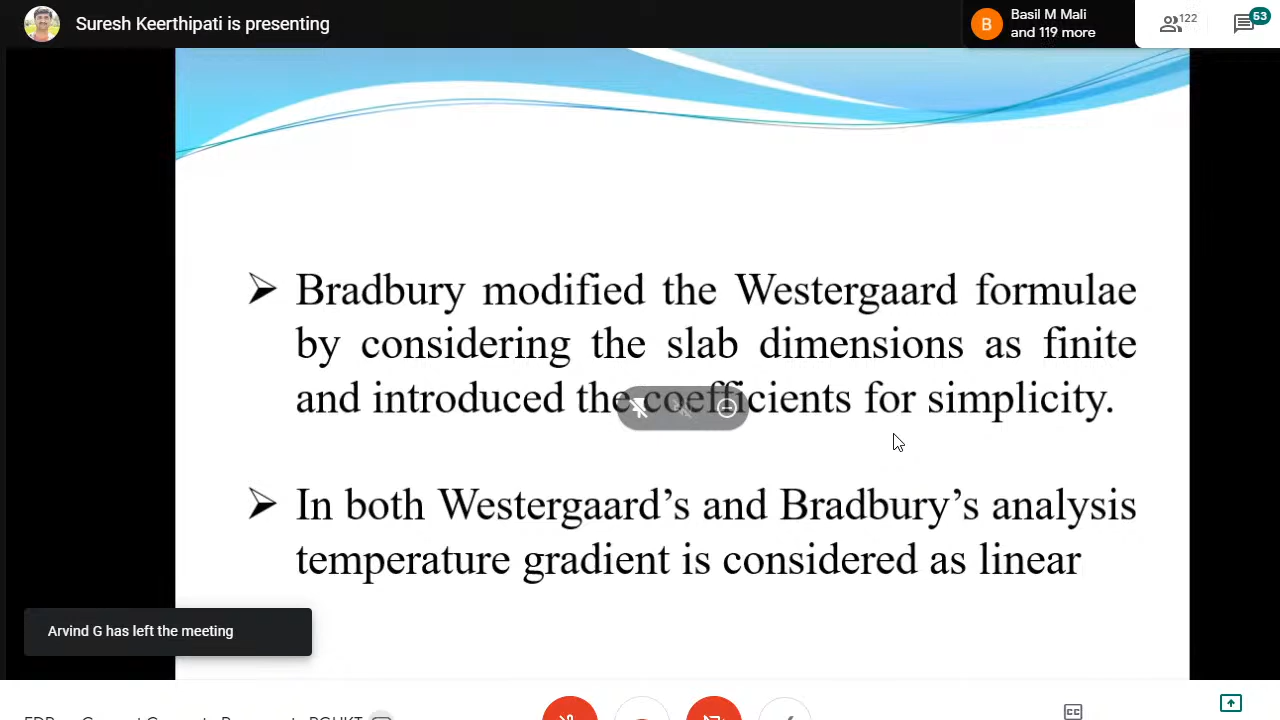 Suresh Keerthipati is presenting
B
Basil M Mali
and 119 more
122
53
Bradbury modified the Westergaard formulae
by considering the slab dimensions as finite
and introduced the coefficients for simplicity.
In both Westergaard's and Bradbury's analysis
temperature gradient is considered as linear
Arvind G has left the meeting
CC